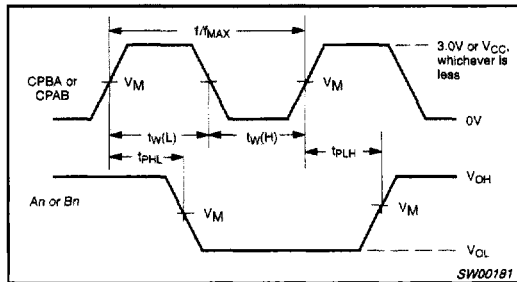 1/fMAX
3.0V or VCC,
whichever is
less
CPBA or
CPAB
VM
VM
0V
tW(L)
tW(H)
tPHL
tPLH
VOH
An or Bn
VM
VM
VOL
SW00181